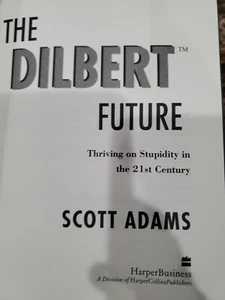 THE
DILBERT™
FUTURE
Thriving on Stupidity in
the 21st Century
SCOTT ADAMS
HarperBusiness
A Division of HarperCollinsPublishers